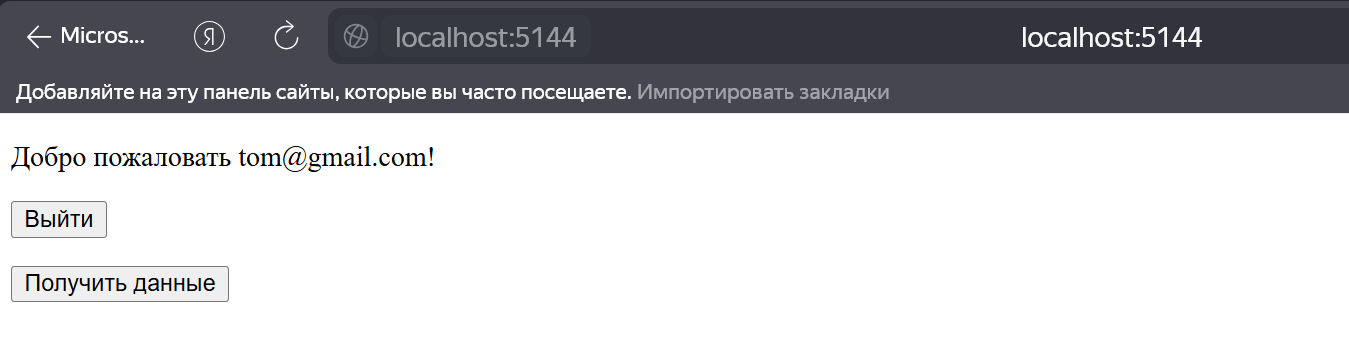 Micros... Я localhost:5144 localhost:5144
Добавляйте на эту панель сайты, которые вы часто посещаете. Импортировать закладки
Добро пожаловать tom@gmail.com!
Выйти
Получить данные